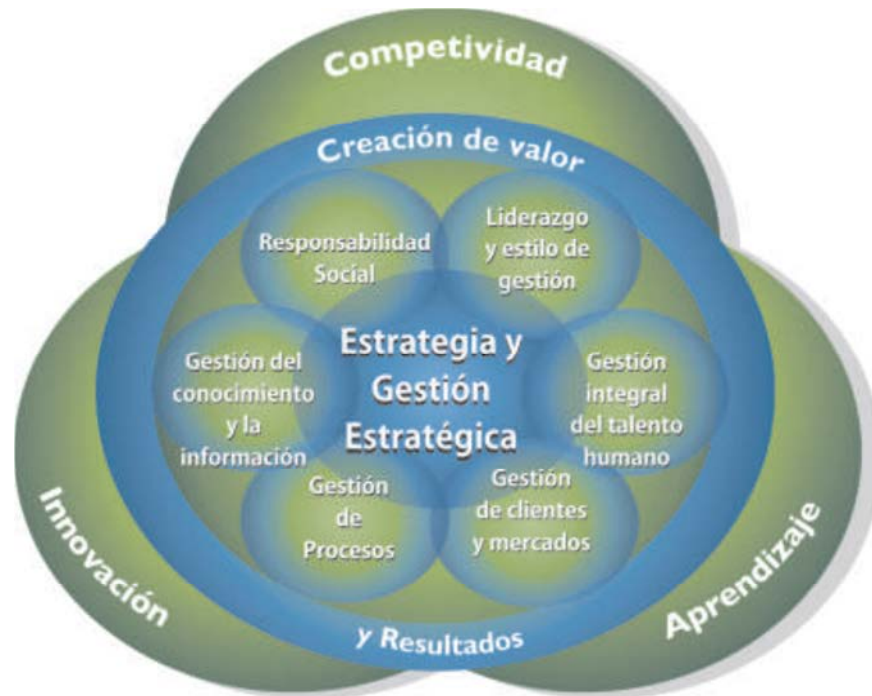 Competividad
Creación de valor
Responsabilidad
Social
Liderazgo
y estilo de
gestión
Gestión del
conocimiento
y la
información
Estrategia y
Gestión
Estratégica
Gestión
integral
del talento
humano
Gestión
de
Procesos
Gestión
de clientes
y mercados
Innovación
Aprendizaje
y Resultados